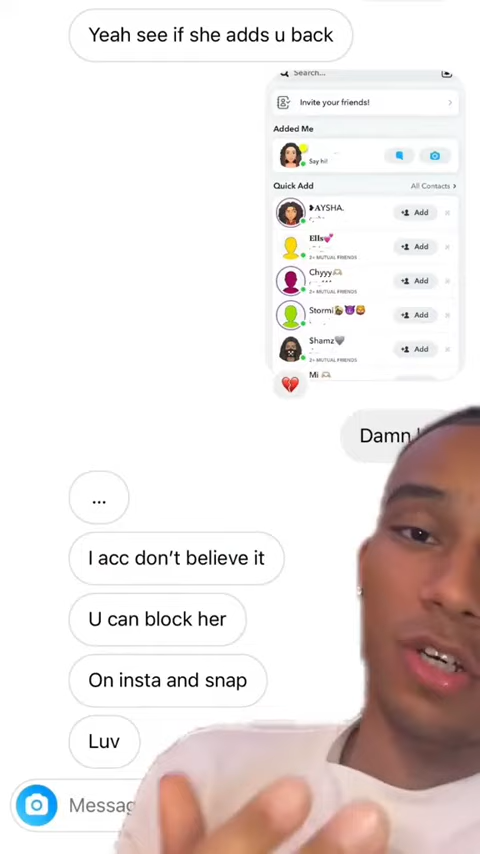 Yeah see if she adds u back
Search...
Invite your friends!
Added Me
Say hi!
Quick Add
All Contacts >
❥AYSHA.
Add
Ells💕
2+ MUTUAL FRIENDS
Add
Chyyy🫶🏼
2+ MUTUAL FRIENDS
Add
Stormi
Add
Shamz🩶
2+ MUTUAL FRIENDS
Add
Mi 🫶🏼
Damn
...
I acc don't believe it
U can block her
On insta and snap
Luv
Messag